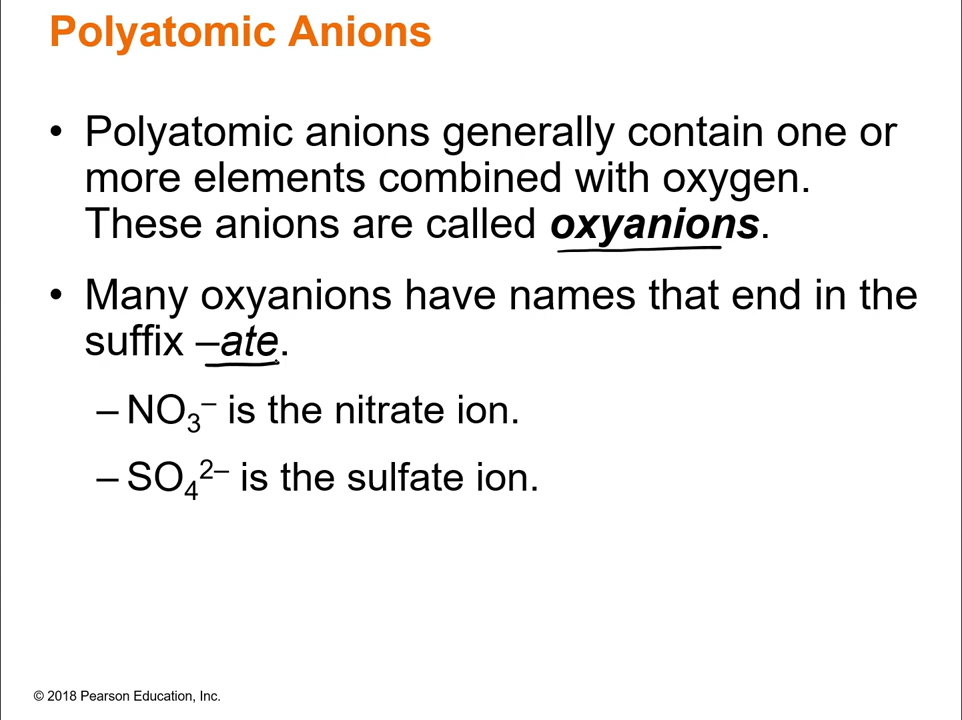 Polyatomic Anions
• Polyatomic anions generally contain one or
more elements combined with oxygen.
These anions are called oxyanions.
• Many oxyanions have names that end in the
suffix –ate.
– NO₃⁻ is the nitrate ion.
– SO₄²⁻ is the sulfate ion.
© 2018 Pearson Education, Inc.